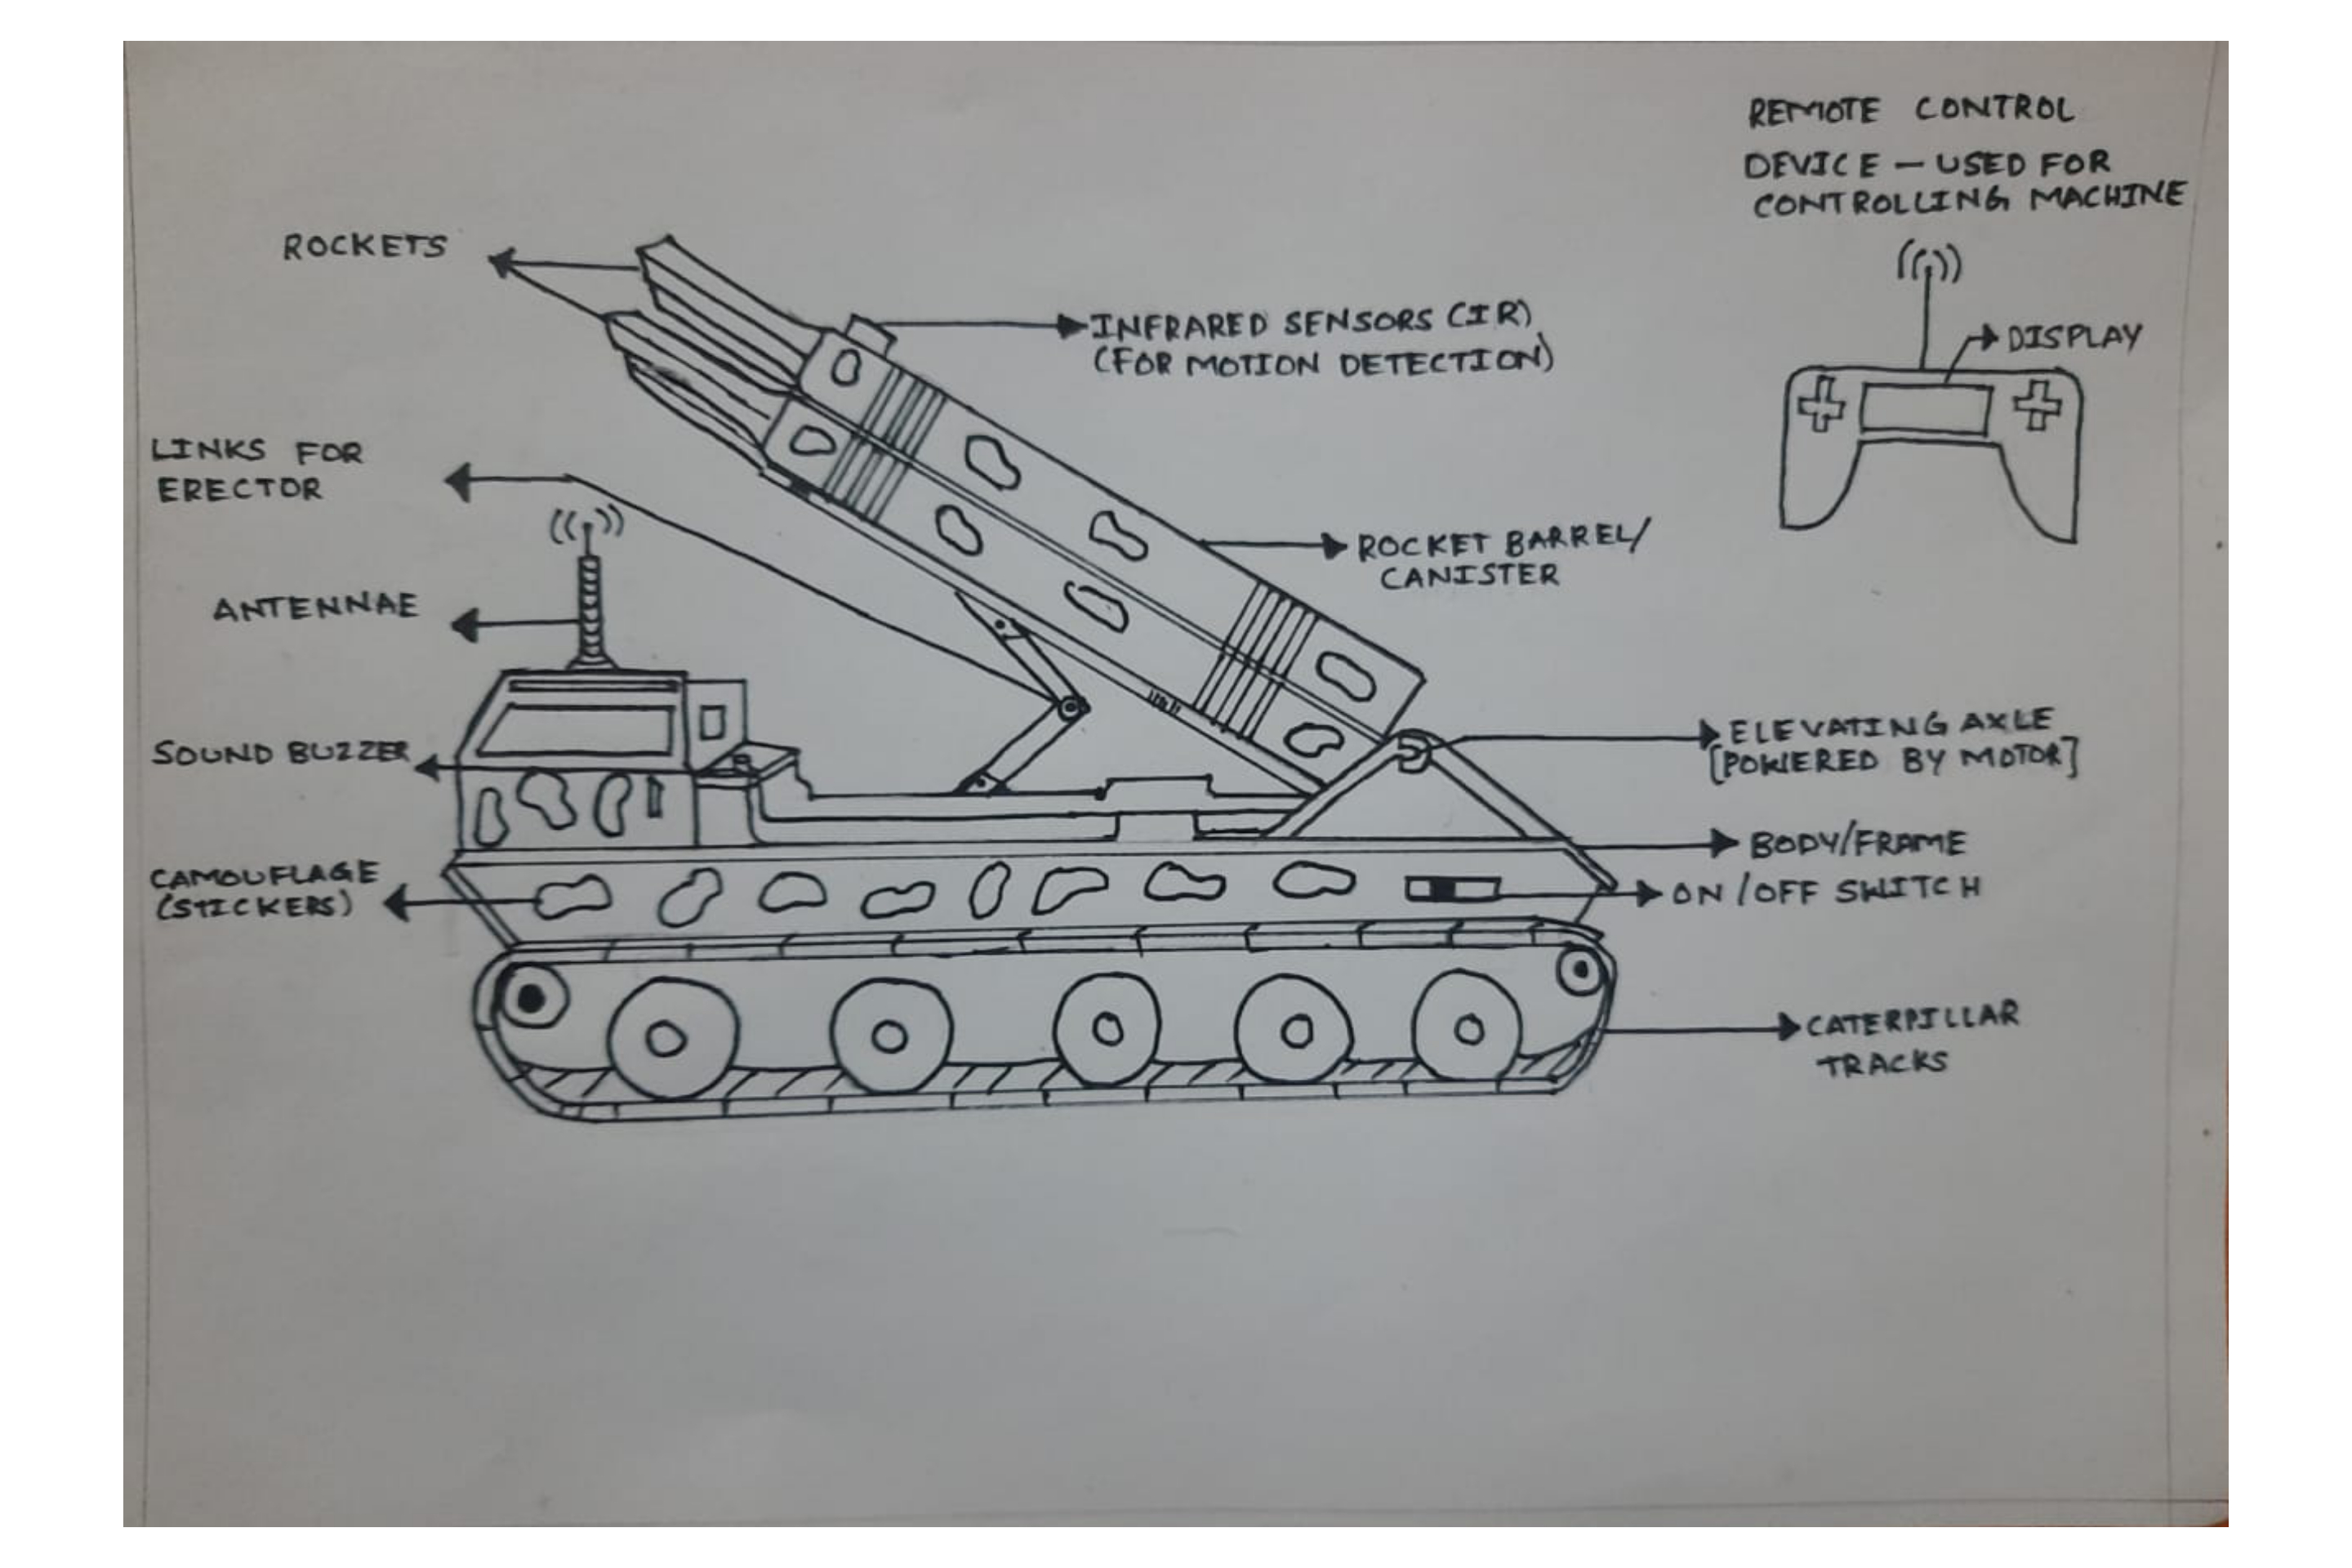 REMOTE CONTROL
DEVICE — USED FOR
CONTROLLING MACHINE
ROCKETS
INFRARED SENSORS (IR)
(FOR MOTION DETECTION)
DISPLAY
LINKS FOR
ERECTOR
ROCKET BARREL/
CANISTER
ANTENNAE
ELEVATING AXLE
[POWERED BY MOTOR]
SOUND BUZZER
BODY/FRAME
CAMOUFLAGE
(STICKERS)
ON/OFF SWITCH
CATERPILLAR
TRACKS